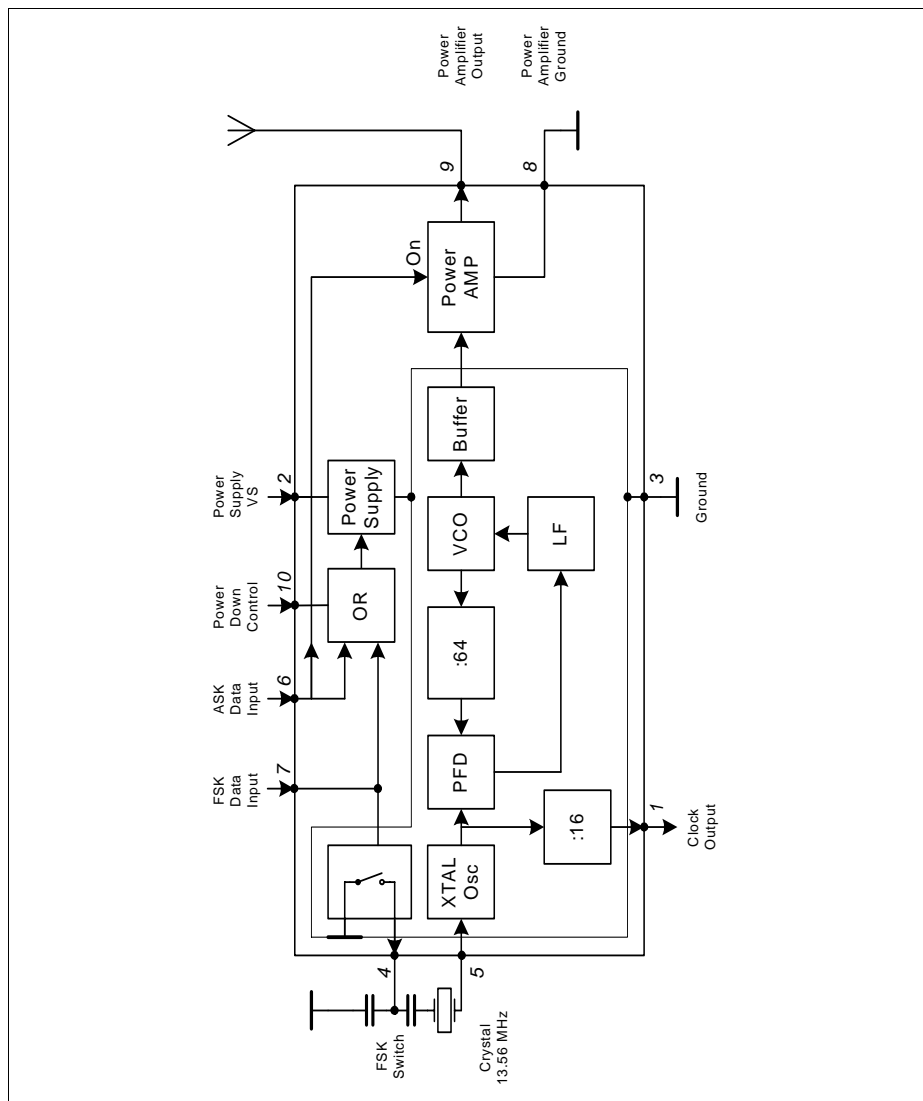 Power
Amplifier
Output
Power
Amplifier
Ground
9
8
On
Power
AMP
Buffer
Power
Supply
VS
2
Power
Supply
Power
Down
Control
10
OR
VCO
LF
3
Ground
ASK
Data
Input
6
:64
FSK
Data
Input
7
PFD
:16
1
Clock
Output
XTAL
Osc
4
5
FSK
Switch
Crystal
13.56 MHz